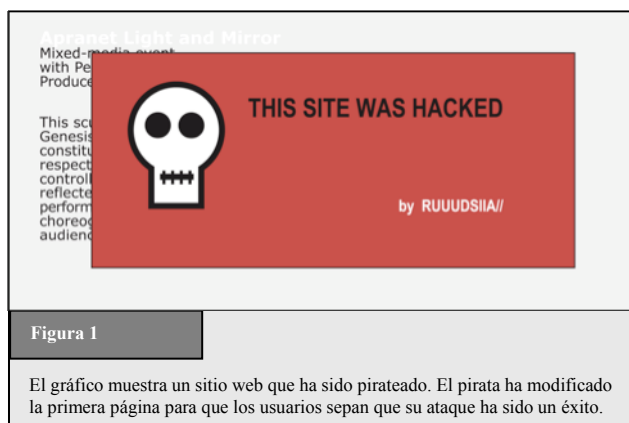 Apranet Light and Mirror
Mixed-media event
with Pe
Produce
This scu
Genesis
constitu
respect
controll
reflecte
perform
choreog
audienc
THIS SITE WAS HACKED
by RUUUDSIIA//
Figura 1
El gráfico muestra un sitio web que ha sido pirateado. El pirata ha modificado
la primera página para que los usuarios sepan que su ataque ha sido un éxito.